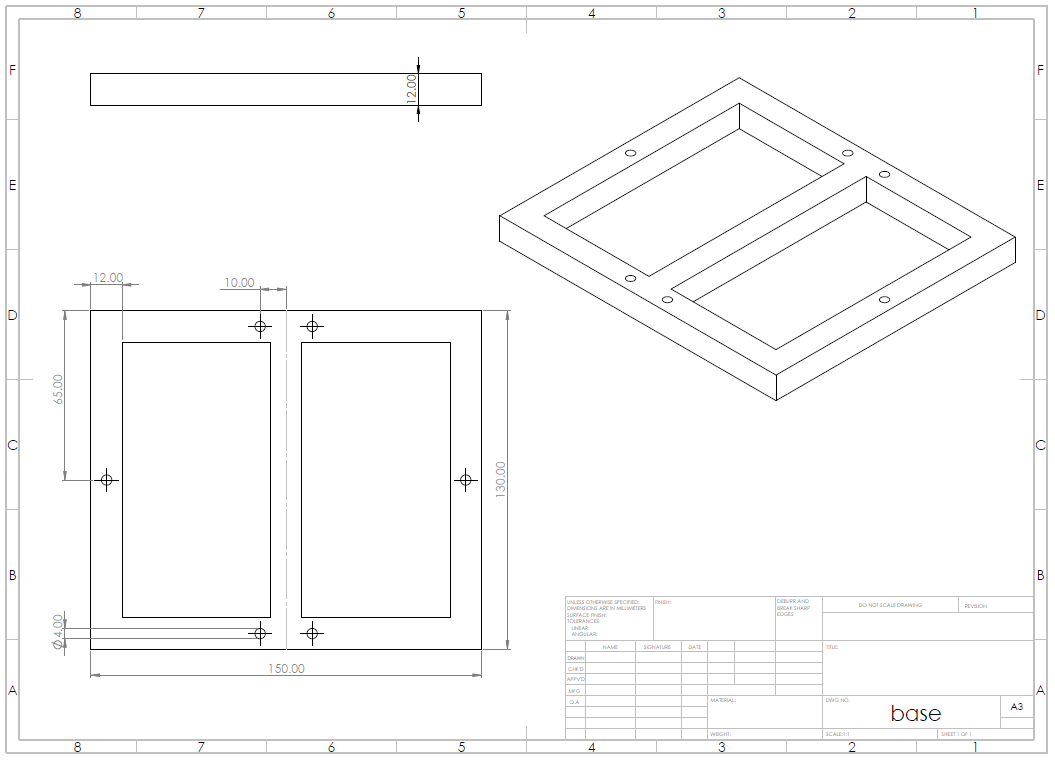 8 7 6 5 4 3 2 1
F F
12.00
E E
12.00
10.00
D D
65.00
C C
130.00
B B
Ø4.00
150.00
A A
UNLESS OTHERWISE SPECIFIED:
DIMENSIONS ARE IN MILLIMETERS
SURFACE FINISH:
TOLERANCES:
LINEAR:
ANGULAR:
FINISH:
DEBURR AND
BREAK SHARP
EDGES
DO NOT SCALE DRAWING
REVISION
NAME SIGNATURE DATE
TITLE:
DRAWN
CHK'D
APPV'D
MFG
Q.A
MATERIAL:
DWG NO.
base
A3
WEIGHT:
SCALE:1:1
SHEET 1 OF 1
8 7 6 5 4 3 2 1